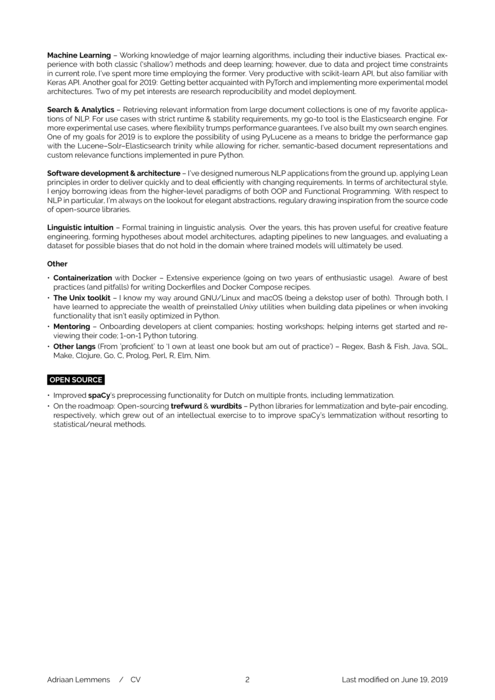 Machine Learning – Working knowledge of major learning algorithms, including their inductive biases. Practical ex-
perience with both classic ('shallow') methods and deep learning; however, due to data and project time constraints
in current role, I've spent more time employing the former. Very productive with scikit-learn API, but also familiar with
Keras API. Another goal for 2019: Getting better acquainted with PyTorch and implementing more experimental model
architectures. Two of my pet interests are research reproducibility and model deployment.
Search & Analytics – Retrieving relevant information from large document collections is one of my favorite applica-
tions of NLP. For use cases with strict runtime & stability requirements, my go-to tool is the Elasticsearch engine. For
more experimental use cases, where flexibility trumps performance guarantees, I've also built my own search engines.
One of my goals for 2019 is to explore the possibility of using PyLucene as a means to bridge the performance gap
with the Lucene–Solr–Elasticsearch trinity while allowing for richer, semantic-based document representations and
custom relevance functions implemented in pure Python.
Software development & architecture – I've designed numerous NLP applications from the ground up, applying Lean
principles in order to deliver quickly and to deal efficiently with changing requirements. In terms of architectural style,
I enjoy borrowing ideas from the higher-level paradigms of both OOP and Functional Programming. With respect to
NLP in particular, I'm always on the lookout for elegant abstractions, regulary drawing inspiration from the source code
of open-source libraries.
Linguistic intuition – Formal training in linguistic analysis. Over the years, this has proven useful for creative feature
engineering, forming hypotheses about model architectures, adapting pipelines to new languages, and evaluating a
dataset for possible biases that do not hold in the domain where trained models will ultimately be used.
Other
• Containerization with Docker – Extensive experience (going on two years of enthusiastic usage). Aware of best
practices (and pitfalls) for writing Dockerfiles and Docker Compose recipes.
• The Unix toolkit – I know my way around GNU/Linux and macOS (being a dekstop user of both). Through both, I
have learned to appreciate the wealth of preinstalled Unixy utilities when building data pipelines or when invoking
functionality that isn't easily optimized in Python.
• Mentoring – Onboarding developers at client companies; hosting workshops; helping interns get started and re-
viewing their code; 1-on-1 Python tutoring.
• Other langs (From 'proficient' to 'I own at least one book but am out of practice') – Regex, Bash & Fish, Java, SQL,
Make, Clojure, Go, C, Prolog, Perl, R, Elm, Nim.
OPEN SOURCE
• Improved spaCy's preprocessing functionality for Dutch on multiple fronts, including lemmatization.
• On the roadmoap: Open-sourcing trefwurd & wurdbits – Python libraries for lemmatization and byte-pair encoding,
respectively, which grew out of an intellectual exercise to to improve spaCy's lemmatization without resorting to
statistical/neural methods.
Adriaan Lemmens / CV 2 Last modified on June 19, 2019